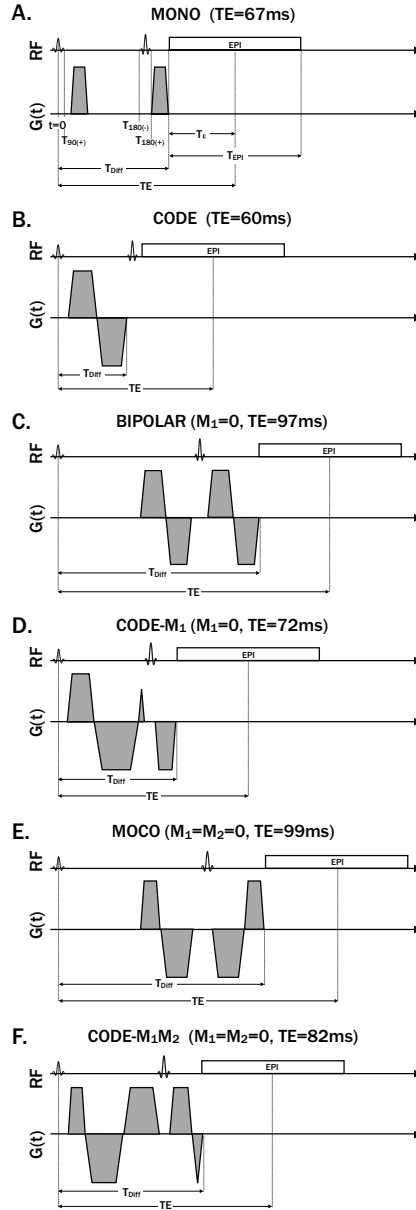 A.
MONO (TE=67ms)
RF
EPI
G(t)
t=0
T90(+)
T180(-)
T180(+)
Tε
TEPI
TDiff
TE
B.
CODE (TE=60ms)
RF
EPI
G(t)
TDiff
TE
C.
BIPOLAR (M1=0, TE=97ms)
RF
EPI
G(t)
TDiff
TE
D.
CODE-M1 (M1=0, TE=72ms)
RF
EPI
G(t)
TDiff
TE
E.
MOCO (M1=M2=0, TE=99ms)
RF
EPI
G(t)
TDiff
TE
F.
CODE-M1M2 (M1=M2=0, TE=82ms)
RF
EPI
G(t)
TDiff
TE